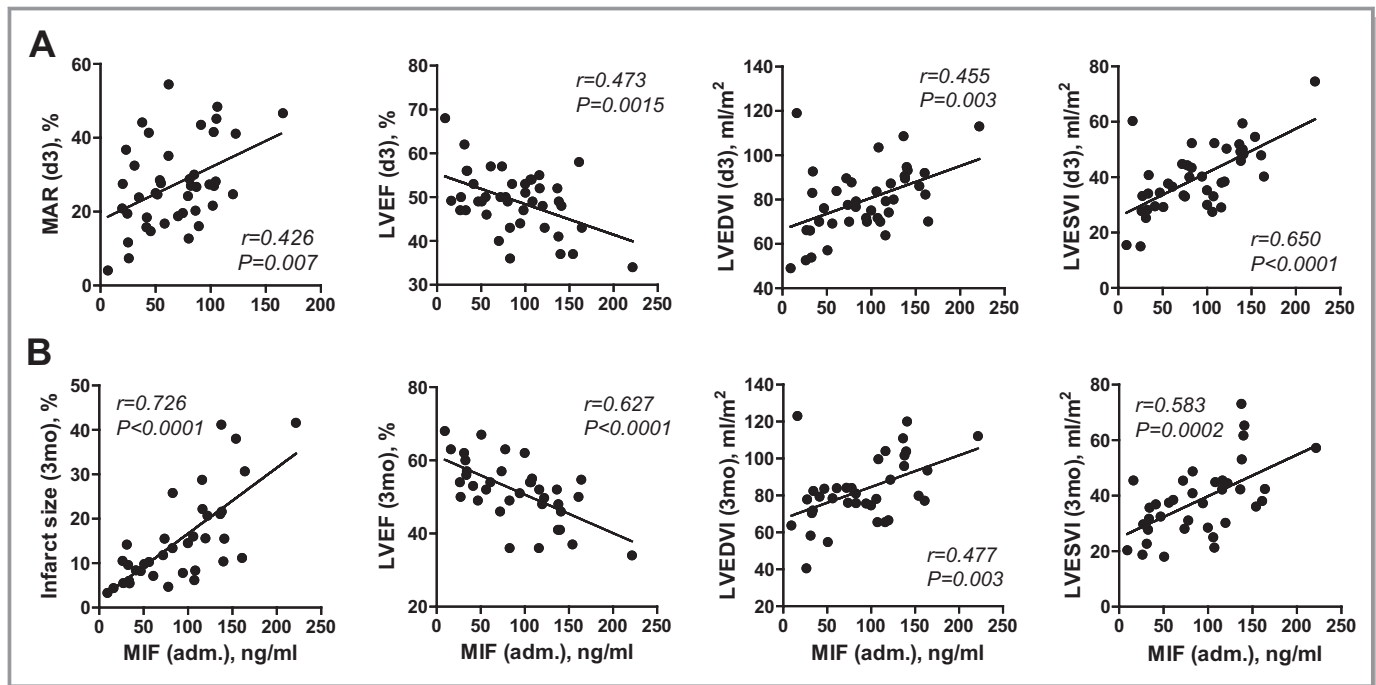 A
MAR (d3), %
60
40
20
0
0 50 100 150 200
r=0.426
P=0.007
LVEF (d3), %
80
70
60
50
40
30
0 50 100 150 200 250
r=0.473
P=0.0015
LVEDVI (d3), ml/m²
140
120
100
80
60
40
0 50 100 150 200 250
r=0.455
P=0.003
LVESVI (d3), ml/m²
80
60
40
20
0
0 50 100 150 200 250
r=0.650
P<0.0001
B
Infarct size (3mo), %
50
40
30
20
10
0
0 50 100 150 200 250
r=0.726
P<0.0001
MIF (adm.), ng/ml
LVEF (3mo), %
80
60
40
20
0 50 100 150 200 250
r=0.627
P<0.0001
MIF (adm.), ng/ml
LVEDVI (3mo), ml/m²
140
120
100
80
60
40
20
0 50 100 150 200 250
r=0.477
P=0.003
MIF (adm.), ng/ml
LVESVI (3mo), ml/m²
80
60
40
20
0
0 50 100 150 200 250
r=0.583
P=0.0002
MIF (adm.), ng/ml